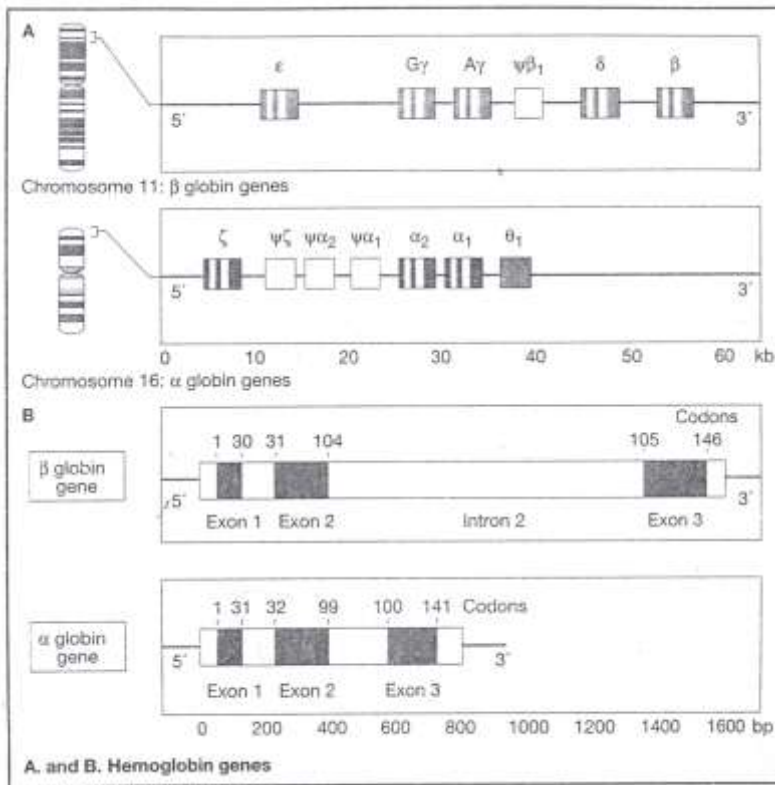 A
ε Gγ Aγ ψβ1 δ β
5´ 3´
Chromosome 11: β globin genes
ζ ψζ ψα2 ψα1 α2 α1 θ1
5´ 3´
0 10 20 30 40 50 60 kb
Chromosome 16: α globin genes
B
Codons
1 30 31 104 105 146
β globin
gene
5´ 3´
Exon 1 Exon 2 Intron 2 Exon 3
1 31 32 99 100 141 Codons
α globin
gene
5´ 3´
Exon 1 Exon 2 Exon 3
0 200 400 600 800 1000 1200 1400 1600 bp
A. and B. Hemoglobin genes